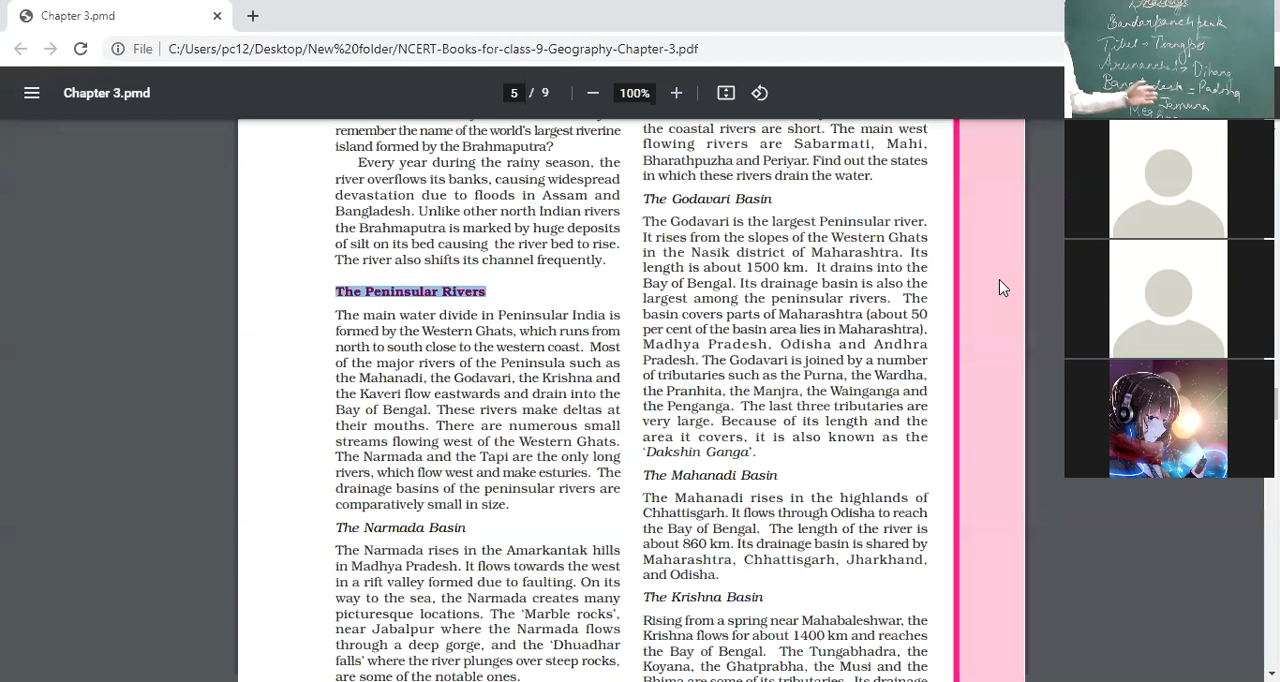 Chapter 3.pmd
File
C:/Users/pc12/Desktop/New%20folder/NCERT-Books-for-class-9-Geography-Chapter-3.pdf
Chapter 3.pmd
5 / 9
100%
remember the name of the world's largest riverine
island formed by the Brahmaputra?
Every year during the rainy season, the
river overflows its banks, causing widespread
devastation due to floods in Assam and
Bangladesh. Unlike other north Indian rivers
the Brahmaputra is marked by huge deposits
of silt on its bed causing the river bed to rise.
The river also shifts its channel frequently.
The Peninsular Rivers
The main water divide in Peninsular India is
formed by the Western Ghats, which runs from
north to south close to the western coast. Most
of the major rivers of the Peninsula such as
the Mahanadi, the Godavari, the Krishna and
the Kaveri flow eastwards and drain into the
Bay of Bengal. These rivers make deltas at
their mouths. There are numerous small
streams flowing west of the Western Ghats.
The Narmada and the Tapi are the only long
rivers, which flow west and make esturies. The
drainage basins of the peninsular rivers are
comparatively small in size.
The Narmada Basin
The Narmada rises in the Amarkantak hills
in Madhya Pradesh. It flows towards the west
in a rift valley formed due to faulting. On its
way to the sea, the Narmada creates many
picturesque locations. The 'Marble rocks',
near Jabalpur where the Narmada flows
through a deep gorge, and the 'Dhuadhar
falls' where the river plunges over steep rocks,
are some of the notable ones.
the coastal rivers are short. The main west
flowing rivers are Sabarmati, Mahi,
Bharathpuzha and Periyar. Find out the states
in which these rivers drain the water.
The Godavari Basin
The Godavari is the largest Peninsular river.
It rises from the slopes of the Western Ghats
in the Nasik district of Maharashtra. Its
length is about 1500 km. It drains into the
Bay of Bengal. Its drainage basin is also the
largest among the peninsular rivers. The
basin covers parts of Maharashtra (about 50
per cent of the basin area lies in Maharashtra),
Madhya Pradesh, Odisha and Andhra
Pradesh. The Godavari is joined by a number
of tributaries such as the Purna, the Wardha,
the Pranhita, the Manjra, the Wainganga and
the Penganga. The last three tributaries are
very large. Because of its length and the
area it covers, it is also known as the
'Dakshin Ganga'.
The Mahanadi Basin
The Mahanadi rises in the highlands of
Chhattisgarh. It flows through Odisha to reach
the Bay of Bengal. The length of the river is
about 860 km. Its drainage basin is shared by
Maharashtra, Chhattisgarh, Jharkhand,
and Odisha.
The Krishna Basin
Rising from a spring near Mahabaleshwar, the
Krishna flows for about 1400 km and reaches
the Bay of Bengal. The Tungabhadra, the
Koyana, the Ghatprabha, the Musi and the
Bhima are some of its tributaries. Its drainage
Bandarpanch peak
Tibet
Dihang
Padma